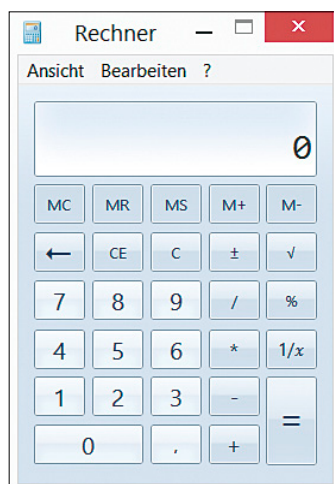 Rechner
Ansicht Bearbeiten ?
0
MC MR MS M+ M-
← CE C ± √
7 8 9 / %
4 5 6 * 1/x
1 2 3 - =
0 , +